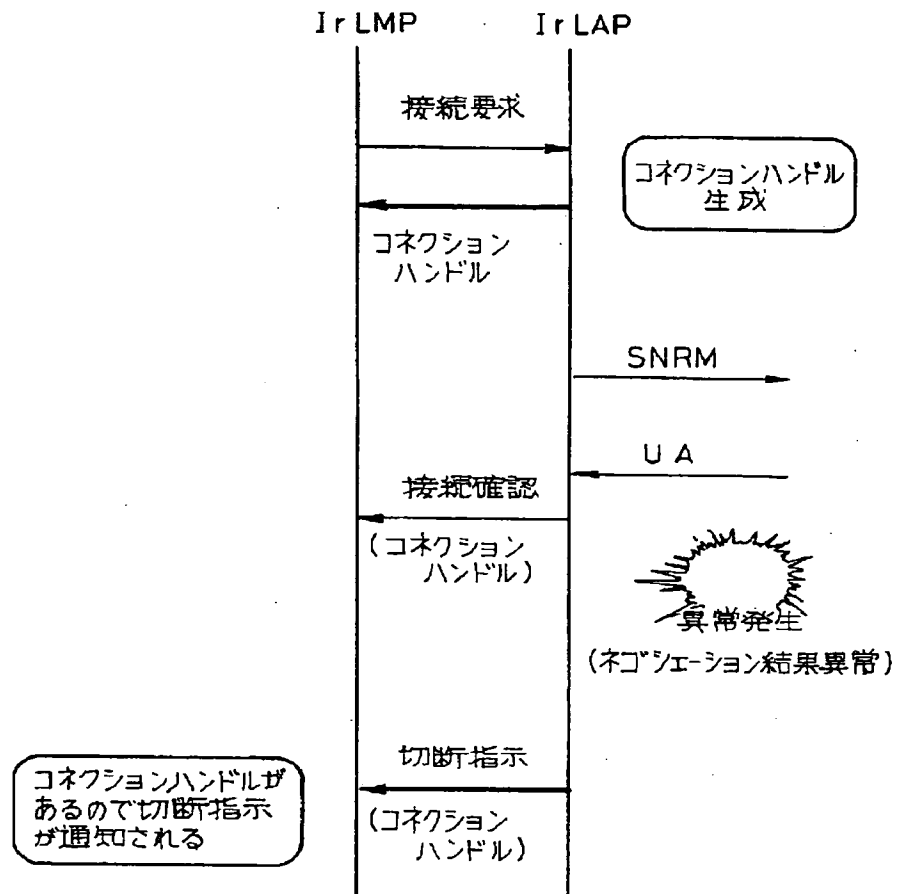 IrLMP IrLAP
接続要求
コネクションハンドル
生成
コネクション
ハンドル
SNRM
UA
接続確認
(コネクション
ハンドル)
異常発生
(ネゴシエーション結果異常)
切断指示
コネクションハンドルが
あるので切断指示
が通知される
(コネクション
ハンドル)